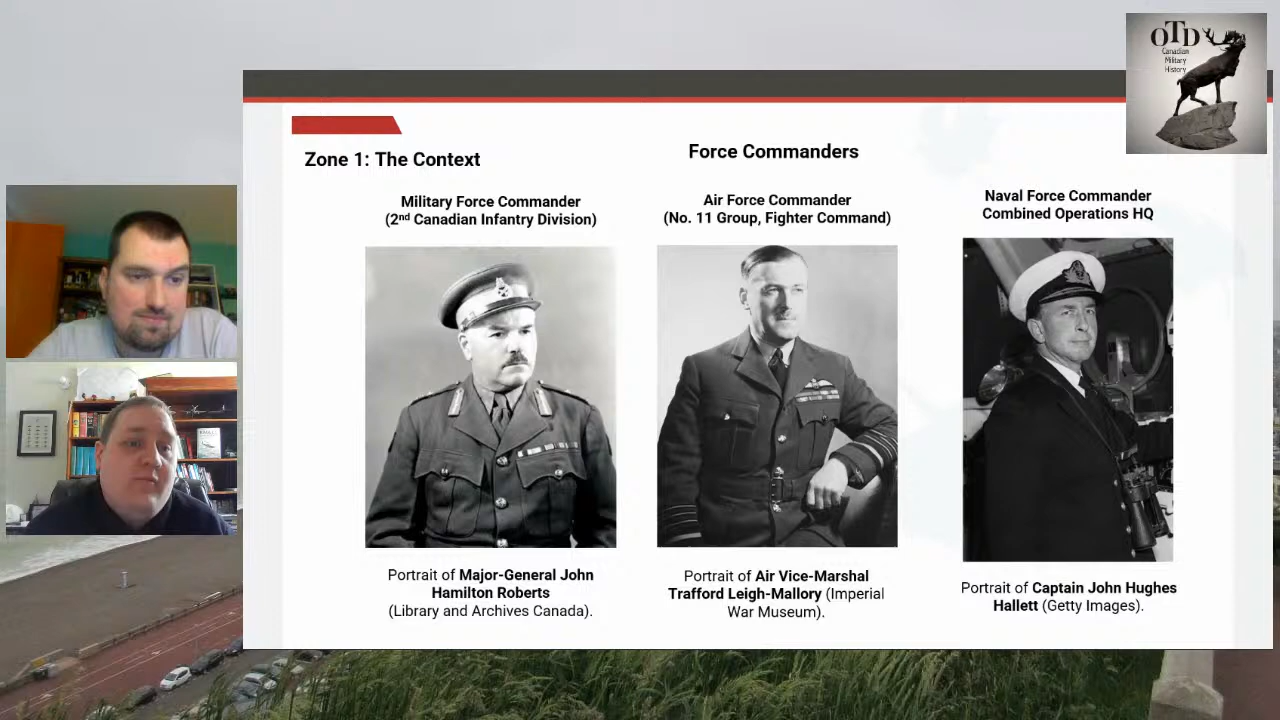 OTD
Canadian
Military
History
Zone 1: The Context
Force Commanders
Military Force Commander
(2nd Canadian Infantry Division)
Air Force Commander
(No. 11 Group, Fighter Command)
Naval Force Commander
Combined Operations HQ
Portrait of Major-General John
Hamilton Roberts
(Library and Archives Canada).
Portrait of Air Vice-Marshal
Trafford Leigh-Mallory (Imperial
War Museum).
Portrait of Captain John Hughes
Hallett (Getty Images).